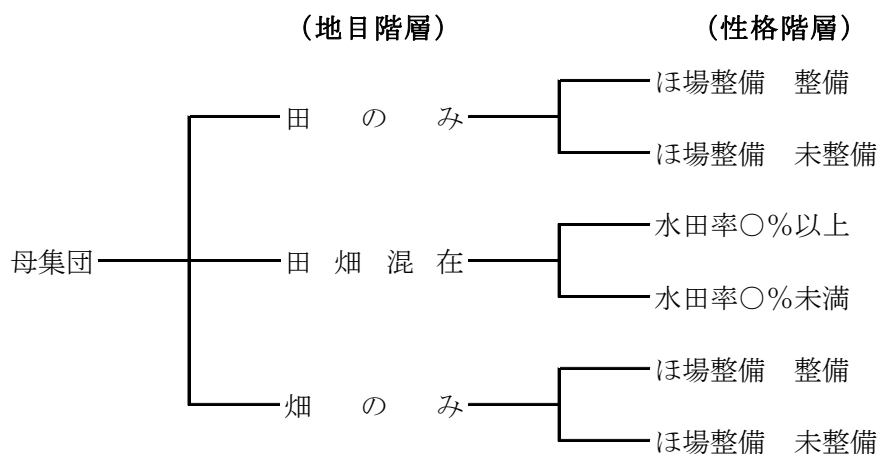 (地目階層) (性格階層)
ほ場整備 整備
田のみ
ほ場整備 未整備
水田率○%以上
母集団 田畑混在
水田率○%未満
ほ場整備 整備
畑のみ
ほ場整備 未整備